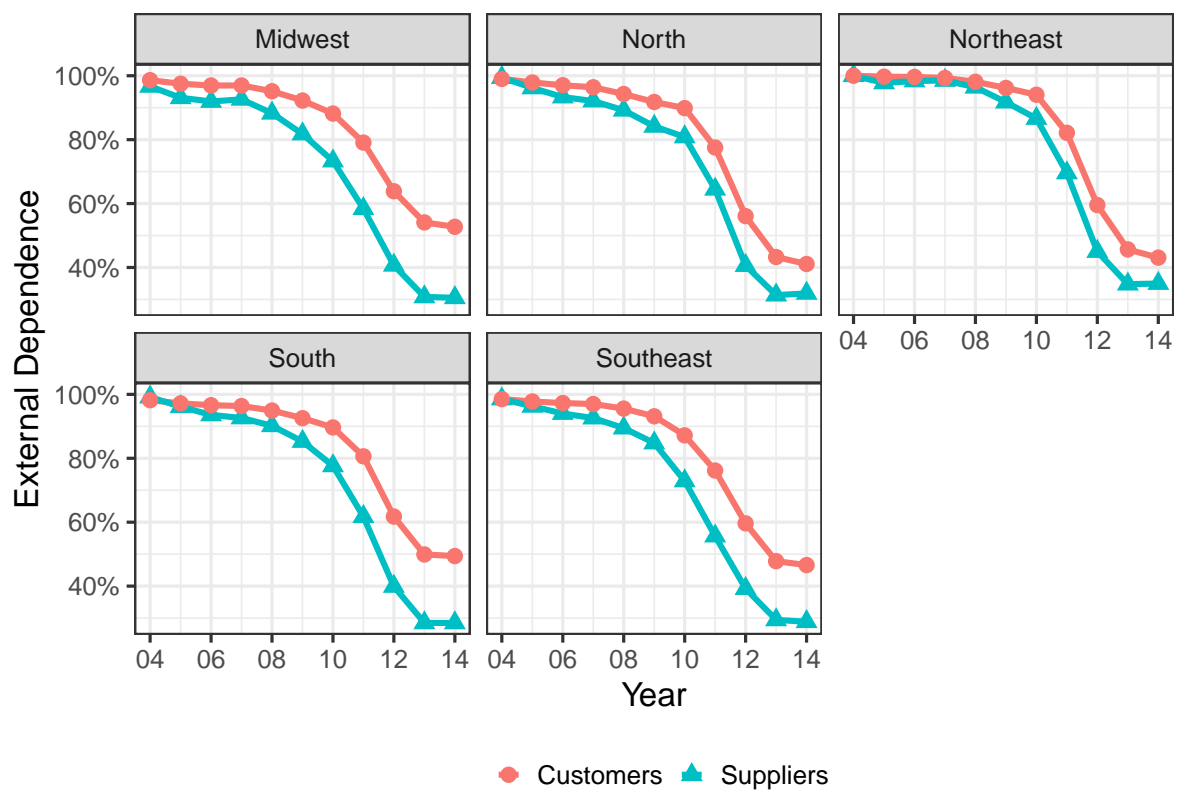 Midwest North Northeast
100%
80%
60%
40%
04 06 08 10 12 14
South Southeast
100%
80%
60%
40%
04 06 08 10 12 14 04 06 08 10 12 14
External Dependence
Year
Customers Suppliers